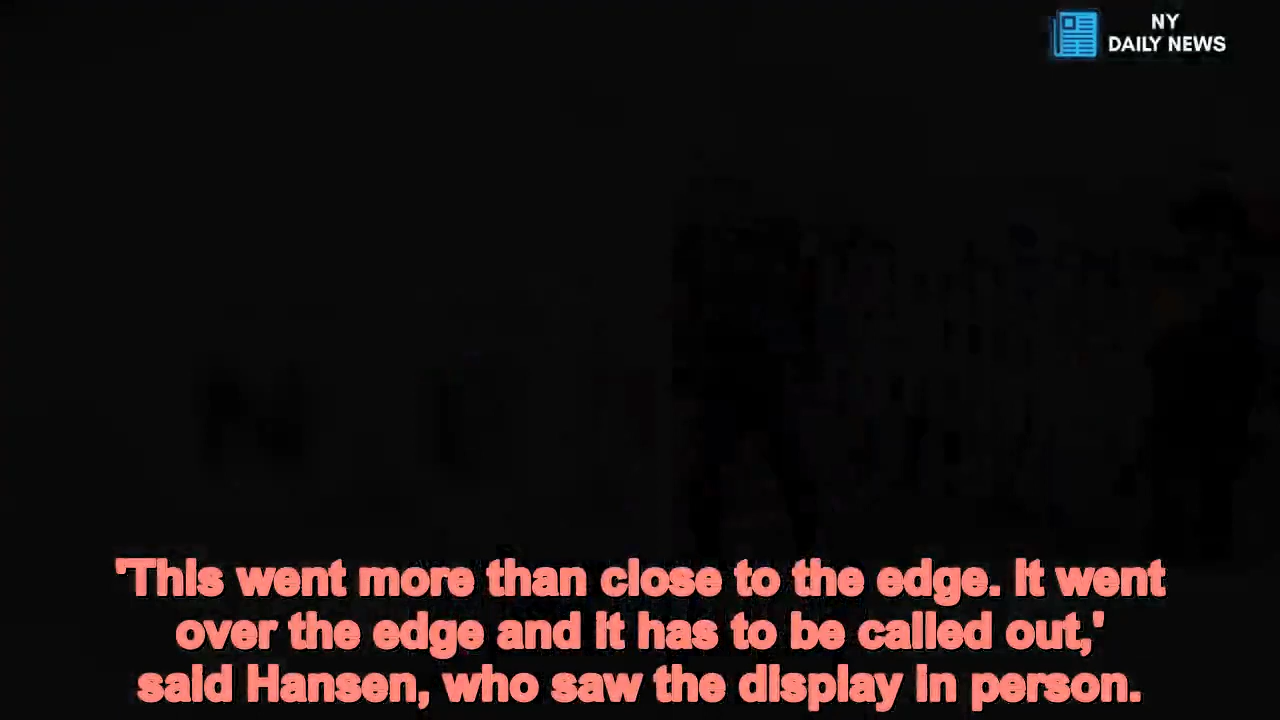 NY
DAILY NEWS
'This went more than close to the edge. It went
over the edge and it has to be called out,'
said Hansen, who saw the display in person.